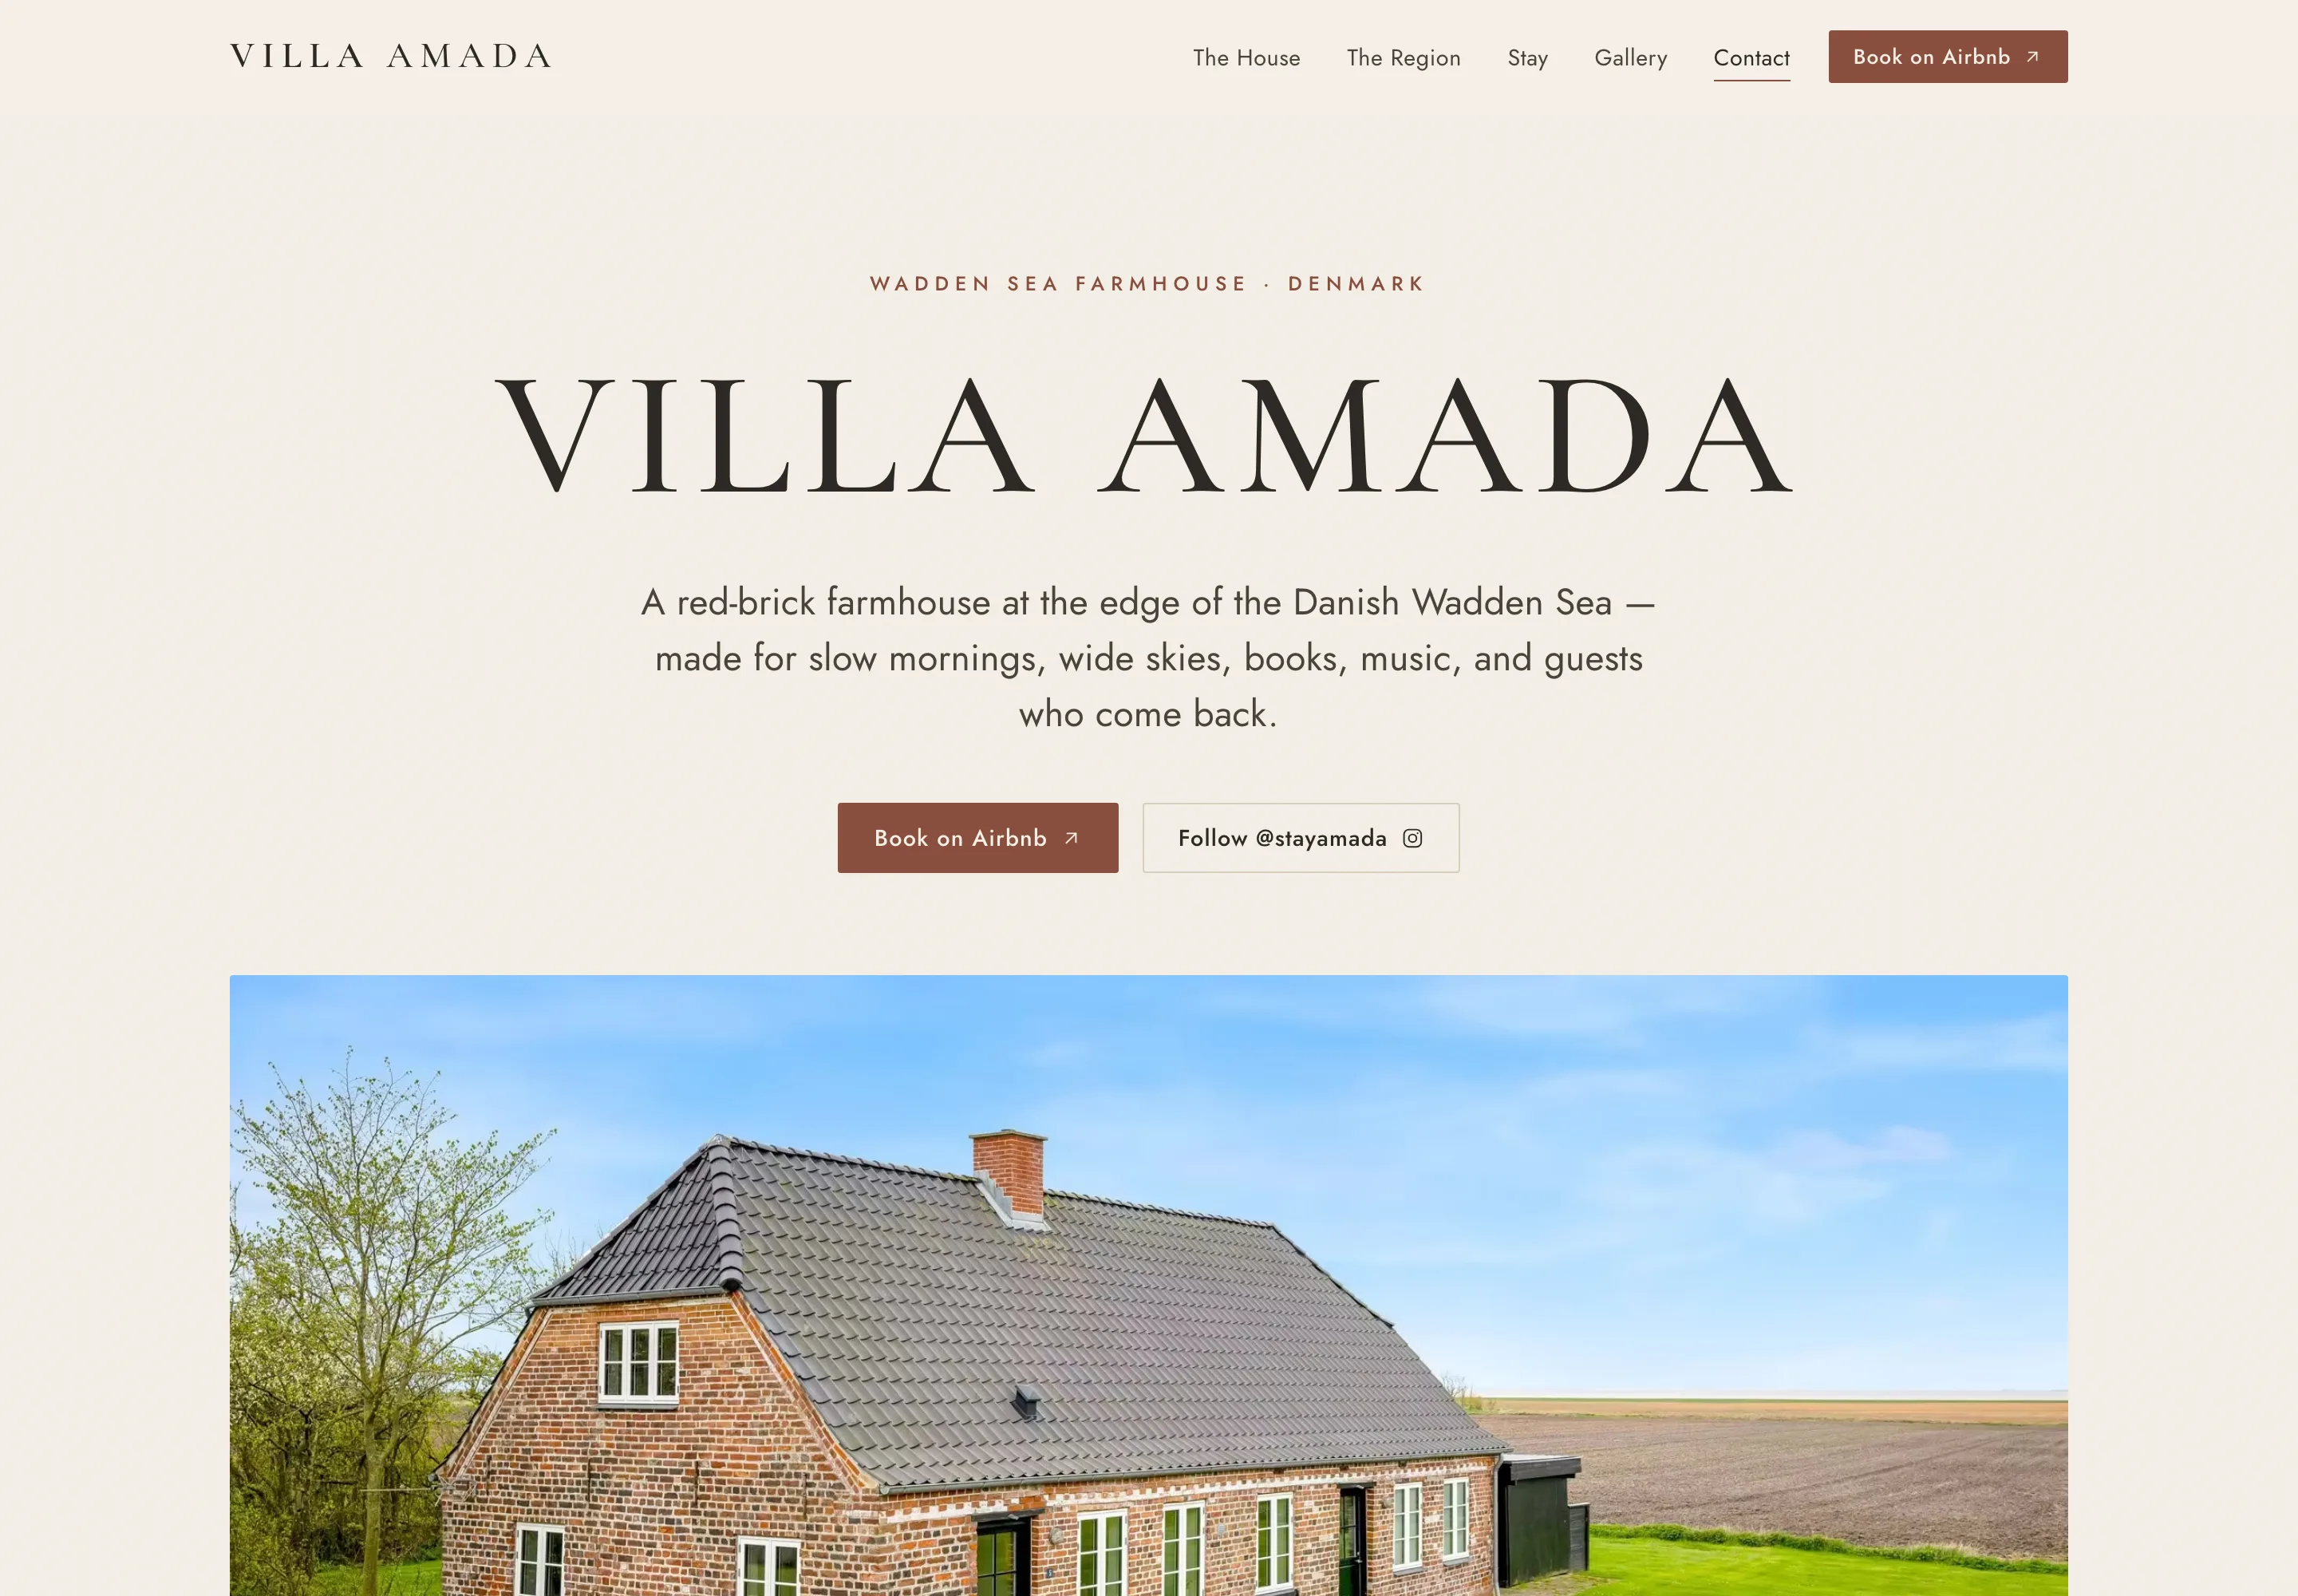 VILLA AMADA
The House The Region Stay Gallery Contact Book on Airbnb
WADDEN SEA FARMHOUSE · DENMARK
VILLA AMADA
A red-brick farmhouse at the edge of the Danish Wadden Sea —
made for slow mornings, wide skies, books, music, and guests
who come back.
Book on Airbnb
Follow @stayamada